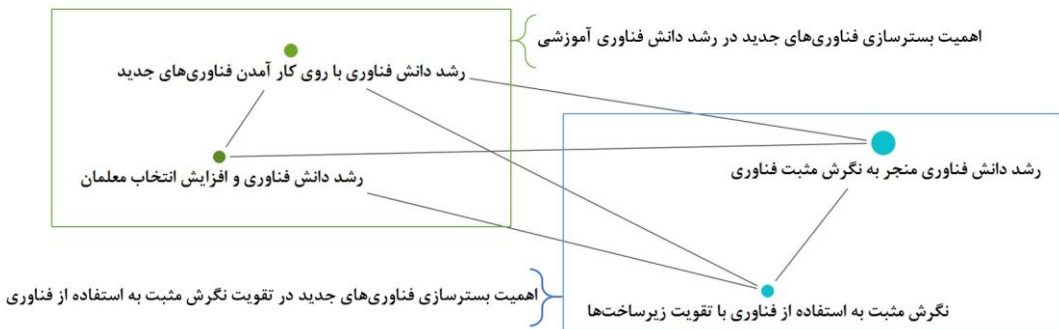 اهمیت بسترسازی فناوری‌های جدید در رشد دانش فناوری آموزشی
رشد دانش فناوری با روی کار آمدن فناوری‌های جدید
رشد دانش فناوری منجر به نگرش مثبت فناوری
رشد دانش فناوری و افزایش انتخاب معلمان
اهمیت بسترسازی فناوری‌های جدید در تقویت نگرش مثبت به استفاده از فناوری
نگرش مثبت به استفاده از فناوری با تقویت زیرساخت‌ها